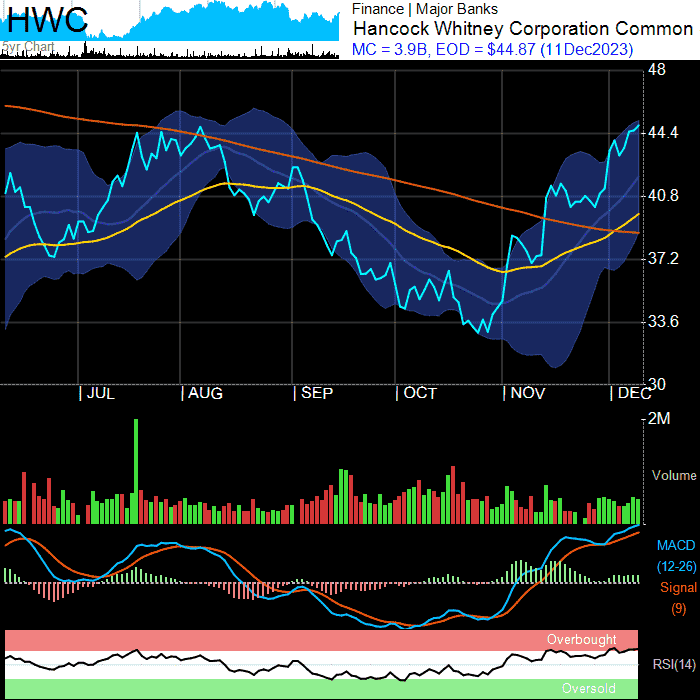 HWC
5yr Chart
Finance | Major Banks
Hancock Whitney Corporation Common
MC = 3.9B, EOD = $44.87 (11Dec2023)
48
44.4
40.8
37.2
33.6
30
| JUL | AUG | SEP | OCT | NOV | DEC
2M
Volume
MACD
(12-26)
Signal
(9)
Overbought
RSI(14)
Oversold